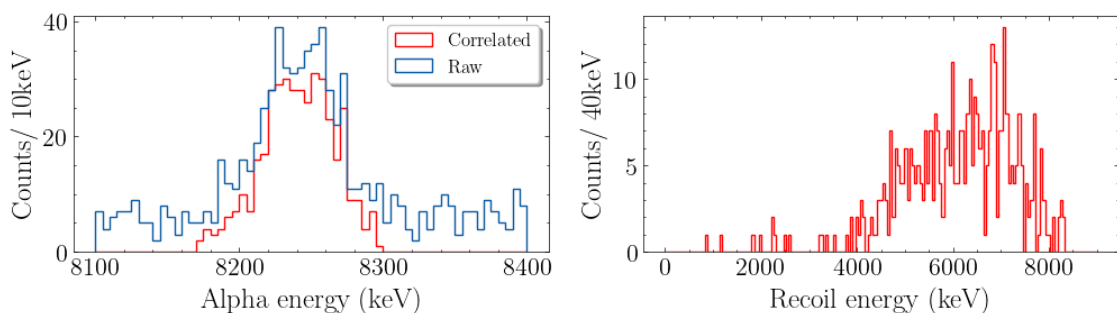 Counts/ 10keV
40
20
0
Correlated
Raw
8100
8200
8300
8400
Alpha energy (keV)
Counts/ 40keV
10
5
0
0
2000
4000
6000
8000
Recoil energy (keV)